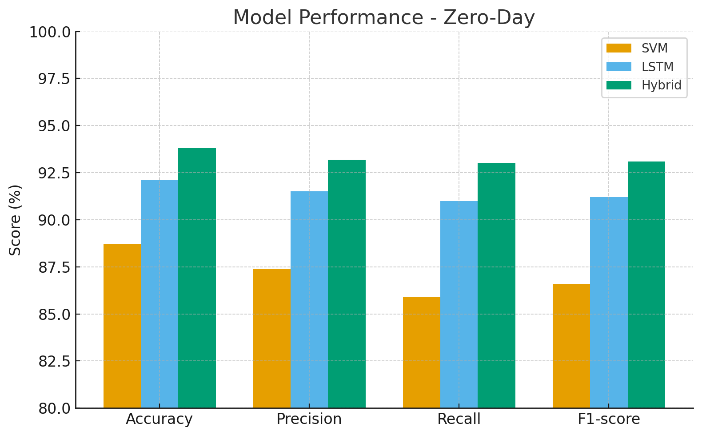 Model Performance - Zero-Day
SVM
LSTM
Hybrid
Score (%)
100.0
97.5
95.0
92.5
90.0
87.5
85.0
82.5
80.0
Accuracy
Precision
Recall
F1-score